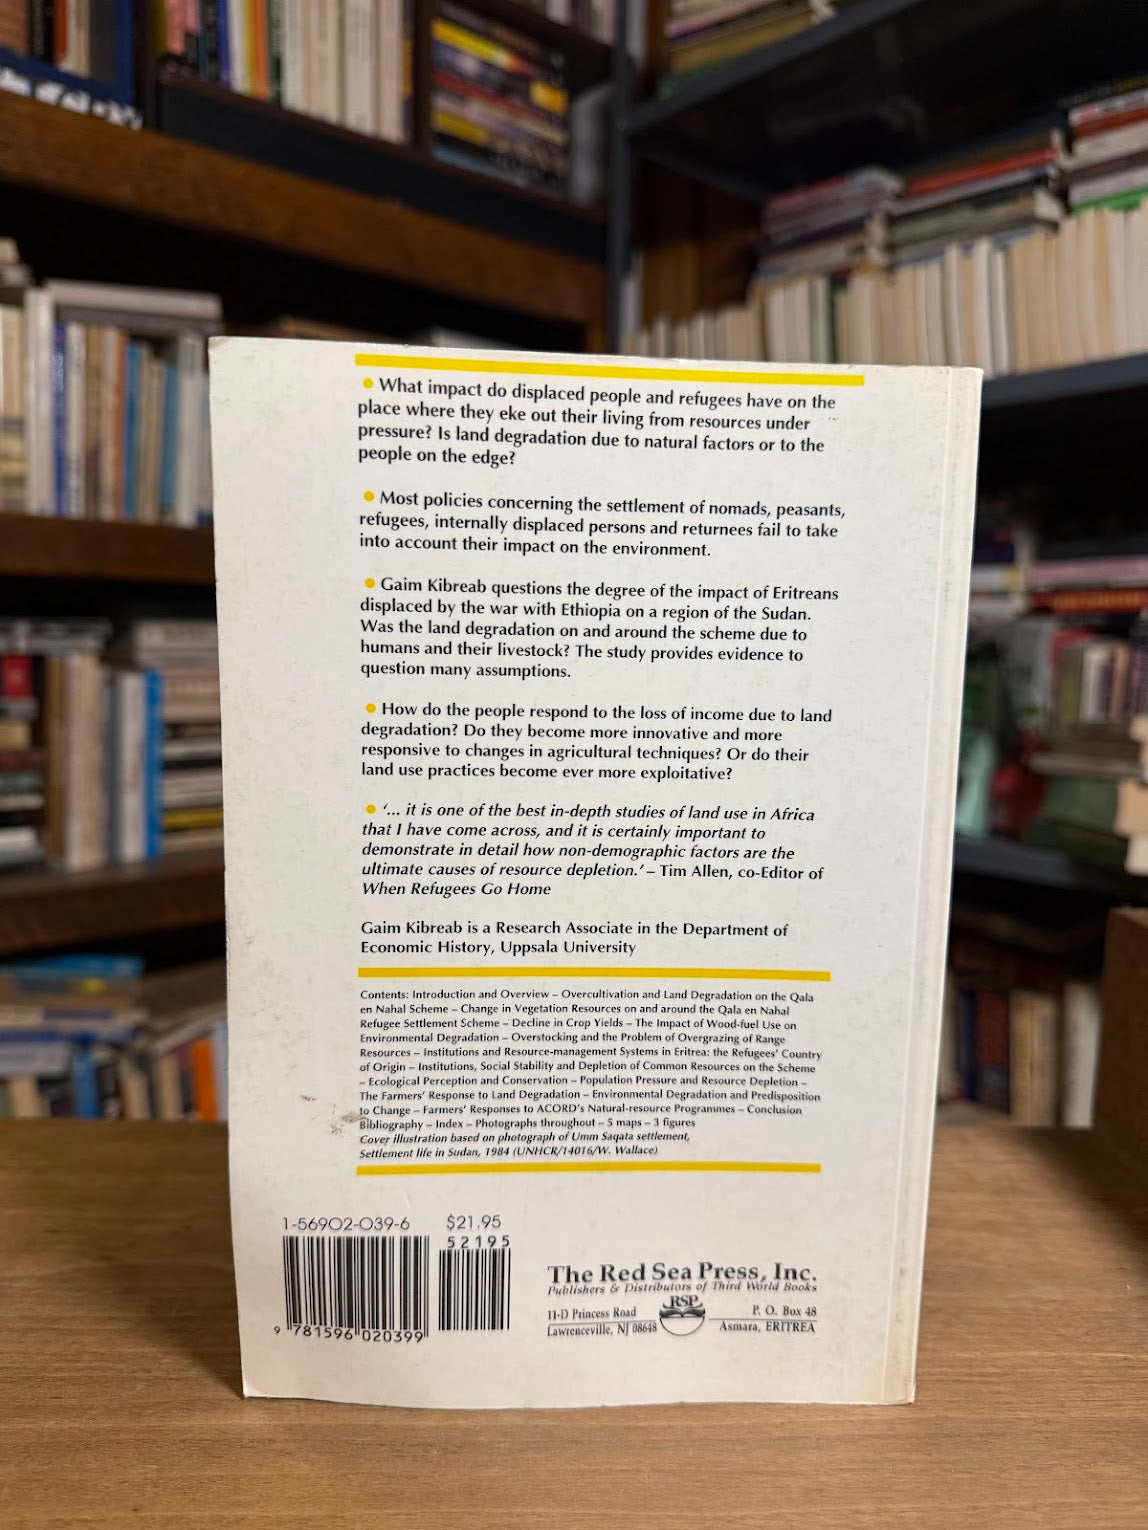 • What impact do displaced people and refugees have on the
place where they eke out their living from resources under
pressure? Is land degradation due to natural factors or to the
people on the edge?
• Most policies concerning the settlement of nomads, peasants,
refugees, internally displaced persons and returnees fail to take
into account their impact on the environment.
• Gaim Kibreab questions the degree of the impact of Eritreans
displaced by the war with Ethiopia on a region of the Sudan.
Was the land degradation on and around the scheme due to
humans and their livestock? The study provides evidence to
question many assumptions.
• How do the people respond to the loss of income due to land
degradation? Do they become more innovative and more
responsive to changes in agricultural techniques? Or do their
land use practices become ever more exploitative?
• ‘... it is one of the best in-depth studies of land use in Africa
that I have come across, and it is certainly important to
demonstrate in detail how non-demographic factors are the
ultimate causes of resource depletion.’ – Tim Allen, co-Editor of
When Refugees Go Home
Gaim Kibreab is a Research Associate in the Department of
Economic History, Uppsala University
Contents: Introduction and Overview – Overcultivation and Land Degradation on the Qala
en Nahal Scheme – Change in Vegetation Resources on and around the Qala en Nahal
Refugee Settlement Scheme – Decline in Crop Yields – The Impact of Wood-fuel Use on
Environmental Degradation – Overstocking and the Problem of Overgrazing of Range
Resources – Institutions and Resource-management Systems in Eritrea: the Refugees’ Country
of Origin – Institutions, Social Stability and Depletion of Common Resources on the Scheme
– Ecological Perception and Conservation – Population Pressure and Resource Depletion –
The Farmers’ Response to Land Degradation – Environmental Degradation and Predisposition
to Change – Farmers’ Responses to ACORD’s Natural-resource Programmes – Conclusion
Bibliography – Index – Photographs throughout – 5 maps – 3 figures
Cover illustration based on photograph of Umm Saqata settlement,
Settlement life in Sudan, 1984 (UNHCR/14016/W. Wallace)
1-56902-039-6 $21.95
52195
9 781596 020399
The Red Sea Press, Inc.
Publishers & Distributors of Third World Books
RSP
11-D Princess Road
Lawrenceville, NJ 08648
P. O. Box 48
Asmara, ERITREA